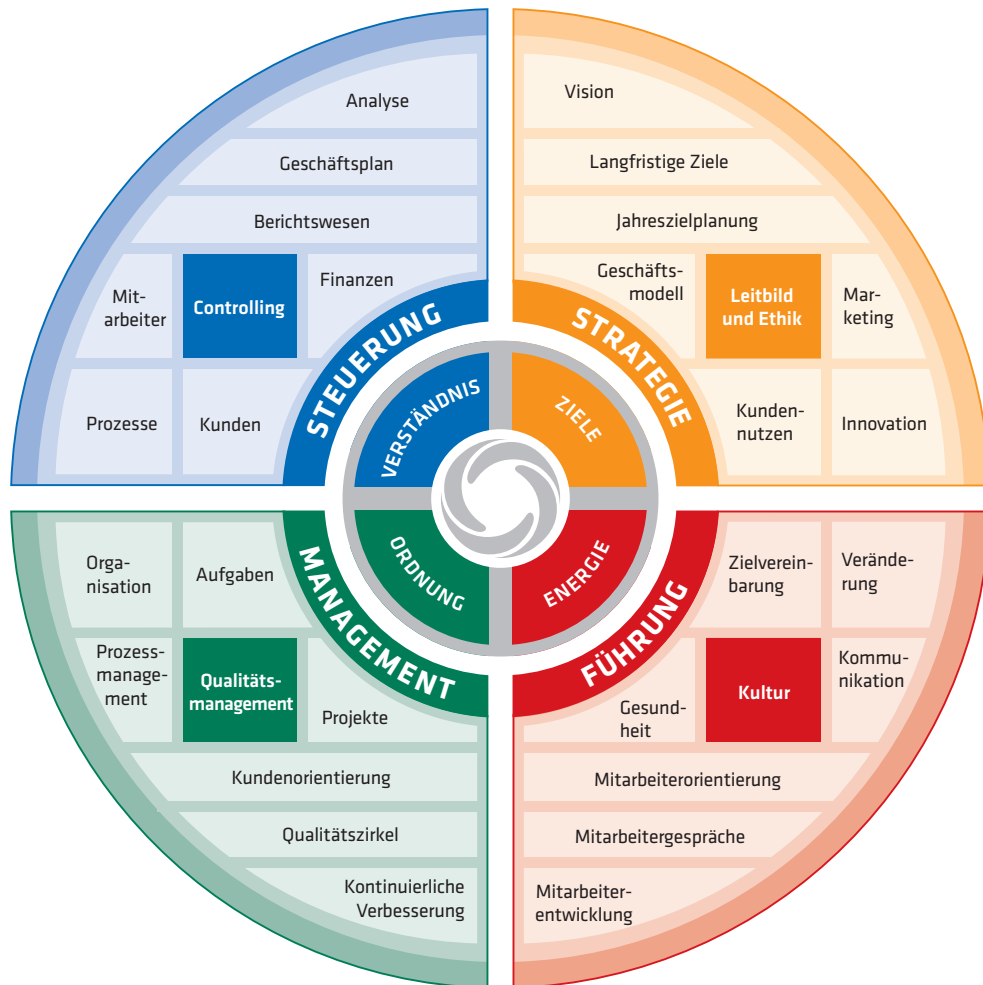 Analyse
Geschäftsplan
Berichtswesen
Mit-
arbeiter
Controlling
Finanzen
Prozesse
Kunden
STEUERUNG
VERSTÄNDNIS
Vision
Langfristige Ziele
Jahreszielplanung
Geschäfts-
modell
Leitbild
und Ethik
Mar-
keting
Kunden-
nutzen
Innovation
STRATEGIE
ZIELE
Orga-
nisation
Aufgaben
Prozess-
manage-
ment
Qualitäts-
management
Projekte
Kundenorientierung
Qualitätszirkel
Kontinuierliche
Verbesserung
MANAGEMENT
ORDNUNG
Zielverein-
barung
Verände-
rung
Gesund-
heit
Kultur
Kommu-
nikation
Mitarbeiterorientierung
Mitarbeitergespräche
Mitarbeiter-
entwicklung
FÜHRUNG
ENERGIE